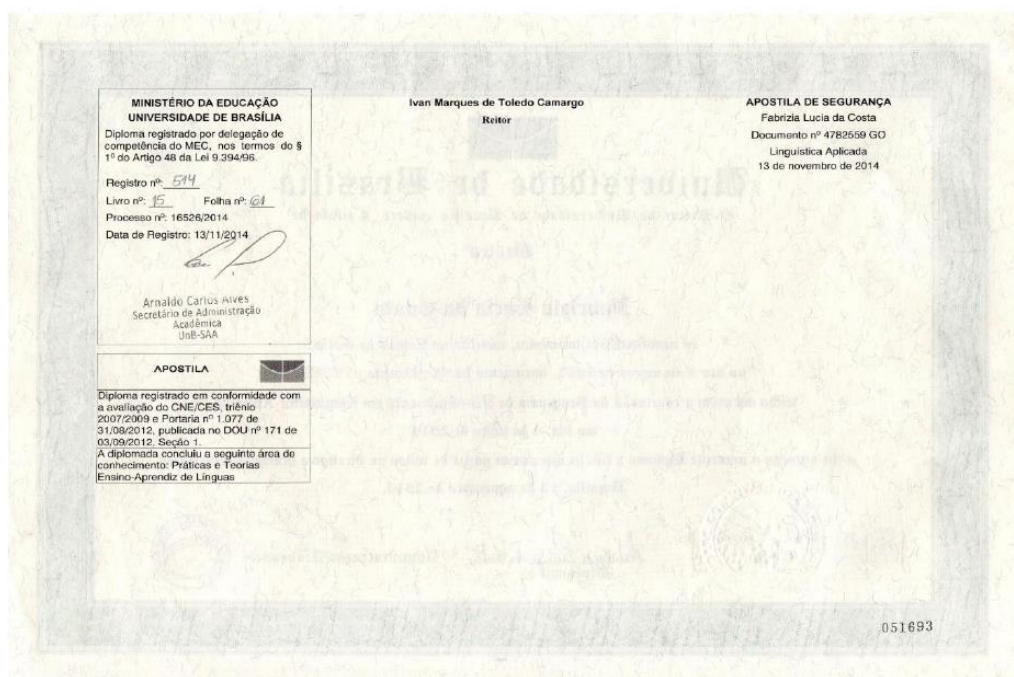 MINISTÉRIO DA EDUCAÇÃO
UNIVERSIDADE DE BRASÍLIA
Diploma registrado por delegação de
competência do MEC, nos termos do §
1º do Artigo 48 da Lei 9.394/96.
Registro nº: 514
Livro nº: 15 Folha nº: 61
Processo nº: 16526/2014
Data de Registro: 13/11/2014
Arnaldo Carlos Alves
Secretário de Administração
Acadêmica
UnB-SAA
APOSTILA
Diploma registrado em conformidade com
a avaliação do CNE/CES, triênio
2007/2009 e Portaria nº 1.077 de
31/08/2012, publicada no DOU nº 171 de
03/09/2012, Seção 1.
A diplomada concluiu a seguinte área de
conhecimento: Práticas e Teorias
Ensino-Aprendiz de Línguas
Ivan Marques de Toledo Camargo
Reitor
APOSTILA DE SEGURANÇA
Fabrizia Lucia da Costa
Documento nº 4782559 GO
Linguística Aplicada
13 de novembro de 2014
051693